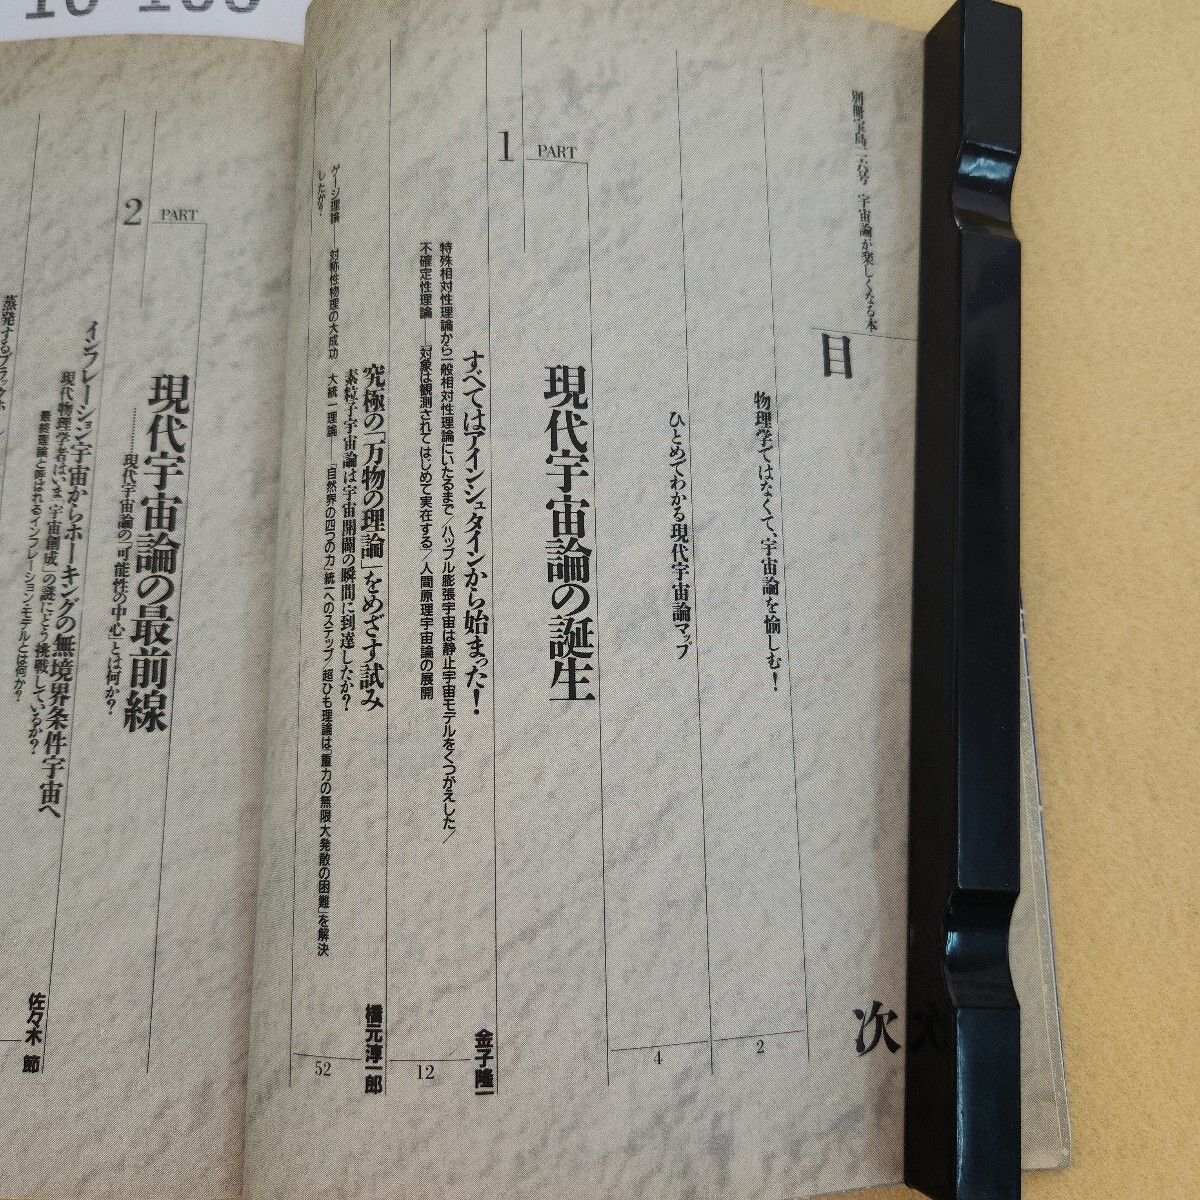 10-108
別冊宝島一一六号 宇宙論が楽しくなる本
目次
物理学ではなくて、宇宙論を愉しむ!
2
ひとめでわかる現代宇宙論マップ
4
PART
1
現代宇宙論の誕生
すべてはアインシュタインから始まった!
金子隆一
特殊相対性理論から一般相対性理論にいたるまで/ハッブル膨張宇宙は静止宇宙モデルをくつがえした/
不確定性理論——「対象は観測されてはじめて実在する」/人間原理宇宙論の展開
12
究極の「万物の理論」をめざす試み
橋元淳一郎
素粒子宇宙論は宇宙開闢の瞬間に到達したか?
ゲージ理論——対称性物理の大成功 大統一理論——「自然界の四つの力」統一へのステップ 超ひも理論は「重力の無限大発散の困難」を解決
したか?
52
PART
2
現代宇宙論の最前線
現代宇宙論の「可能性の中心」とは何か?
インフレーション宇宙からホーキングの無境界条件宇宙へ
佐々木 節
現代物理学者はいま「宇宙創成」の謎にどう挑戦しているか?
最終理論と呼ばれるインフレーション・モデルとは何か?
蒸発するブラックホ